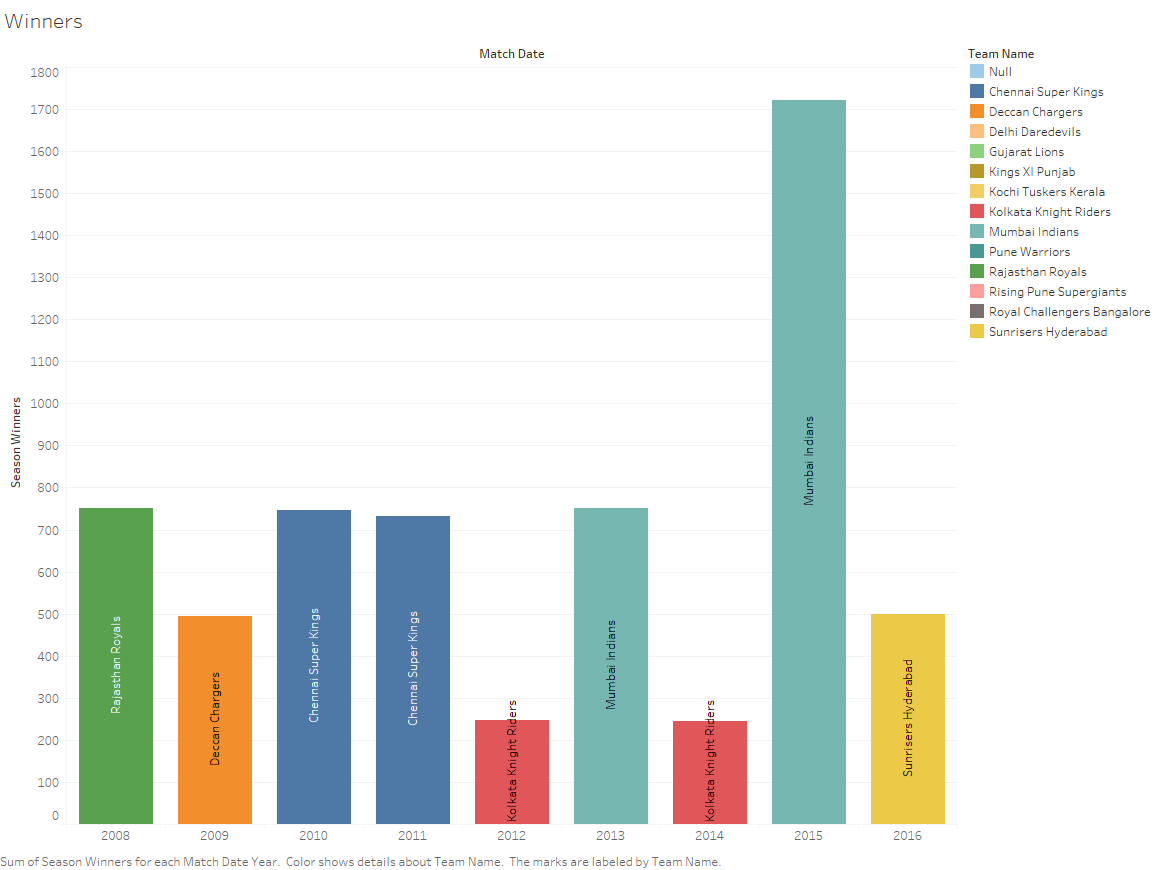 Winners
Match Date
Team Name
Null
Chennai Super Kings
Deccan Chargers
Delhi Daredevils
Gujarat Lions
Kings XI Punjab
Kochi Tuskers Kerala
Kolkata Knight Riders
Mumbai Indians
Pune Warriors
Rajasthan Royals
Rising Pune Supergiants
Royal Challengers Bangalore
Sunrisers Hyderabad
Season Winners
1800
1700
1600
1500
1400
1300
1200
1100
1000
900
800
700
600
500
400
300
200
100
0
Rajasthan Royals
Deccan Chargers
Chennai Super Kings
Chennai Super Kings
Kolkata Knight Riders
Mumbai Indians
Kolkata Knight Riders
Mumbai Indians
Sunrisers Hyderabad
2008 2009 2010 2011 2012 2013 2014 2015 2016
Sum of Season Winners for each Match Date Year. Color shows details about Team Name. The marks are labeled by Team Name.